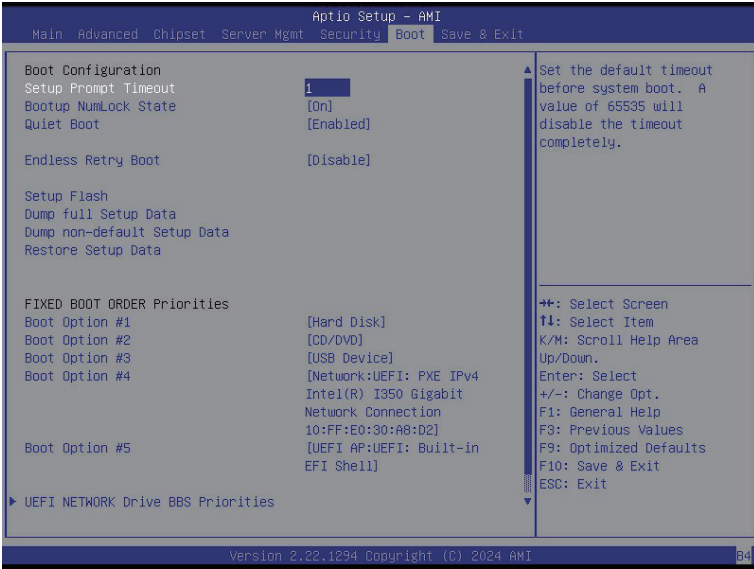 Aptio Setup – AMI
Main Advanced Chipset Server Mgmt Security Boot Save & Exit
Boot Configuration
Setup Prompt Timeout 1
Bootup NumLock State [On]
Quiet Boot [Enabled]
Endless Retry Boot [Disable]
Setup Flash
Dump full Setup Data
Dump non-default Setup Data
Restore Setup Data
FIXED BOOT ORDER Priorities
Boot Option #1 [Hard Disk]
Boot Option #2 [CD/DVD]
Boot Option #3 [USB Device]
Boot Option #4 [Network:UEFI: PXE IPv4
Intel(R) I350 Gigabit
Network Connection
10:FF:E0:30:A8:D2]
Boot Option #5 [UEFI AP:UEFI: Built-in
EFI Shell]
▶ UEFI NETWORK Drive BBS Priorities
Set the default timeout
before system boot. A
value of 65535 will
disable the timeout
completely.
→←: Select Screen
↑↓: Select Item
K/M: Scroll Help Area
Up/Down.
Enter: Select
+/-: Change Opt.
F1: General Help
F3: Previous Values
F9: Optimized Defaults
F10: Save & Exit
ESC: Exit
Version 2.22.1294 Copyright (C) 2024 AMI
B4